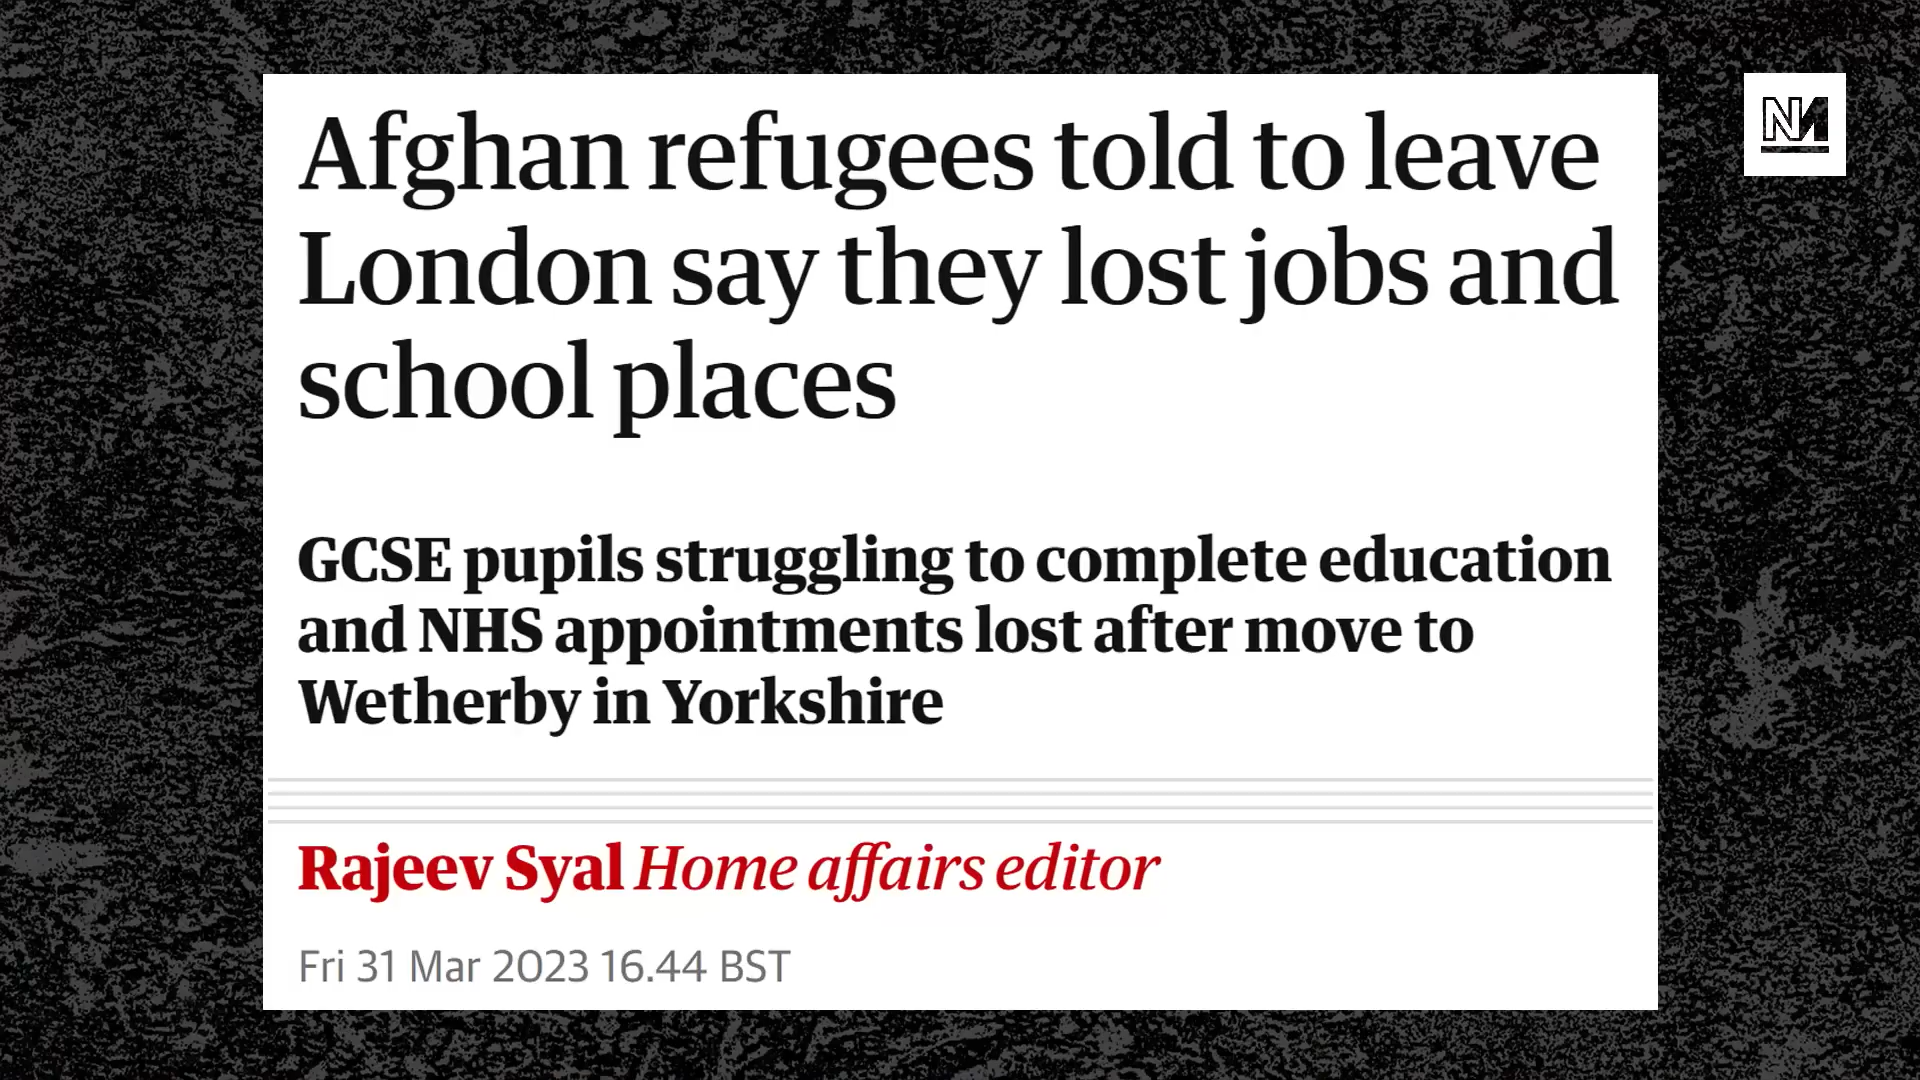 Afghan refugees told to leave
London say they lost jobs and
school places
GCSE pupils struggling to complete education
and NHS appointments lost after move to
Wetherby in Yorkshire
Rajeev Syal Home affairs editor
Fri 31 Mar 2023 16.44 BST
NM